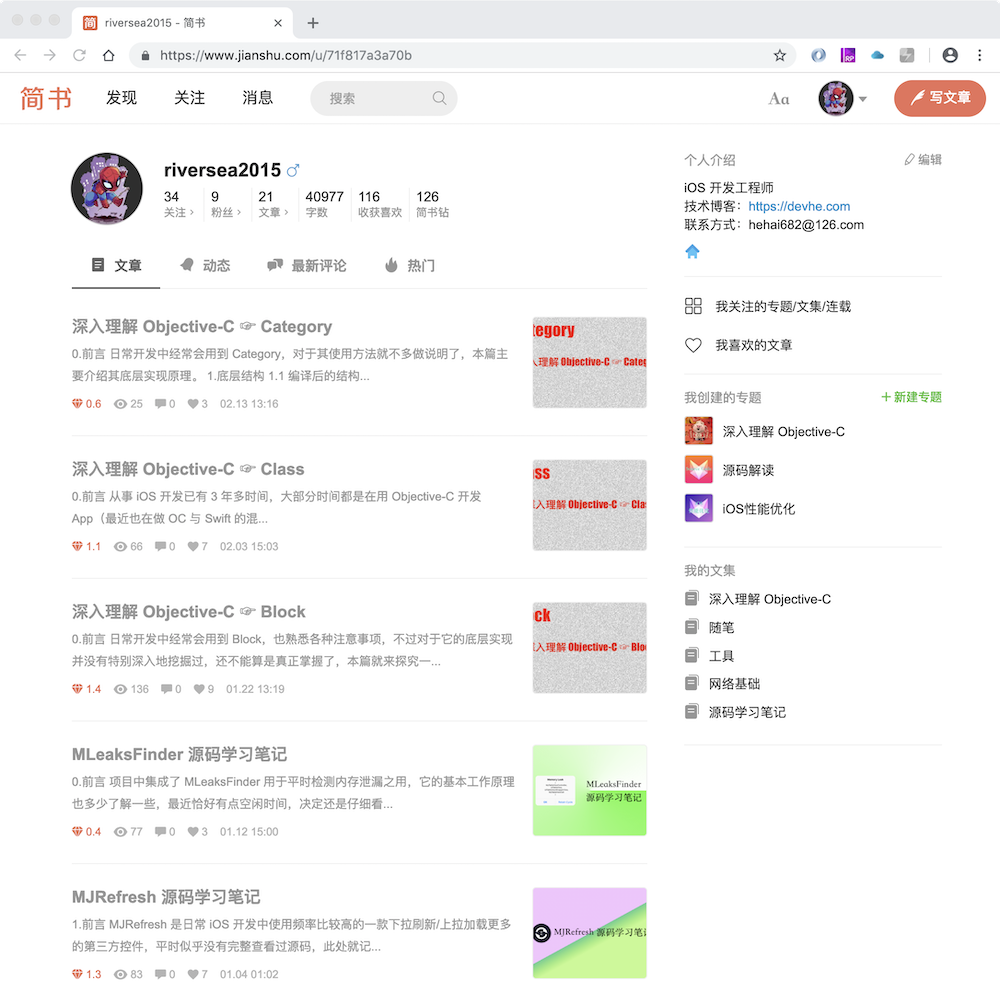 riversea2015 - 简书
https://www.jianshu.com/u/71f817a3a70b
RP
简书 发现 关注 消息 搜索 Aa 写文章
riversea2015
34 9 21 40977 116 126
关注 粉丝 文章 字数 收获喜欢 简书钻
文章 动态 最新评论 热门
深入理解 Objective-C ☞ Category
0.前言 日常开发中经常会用到 Category，对于其使用方法就不多做说明了，本篇主
要介绍其底层实现原理。 1.底层结构 1.1 编译后的结构...
0.6 25 0 3 02.13 13:16
tegory
入理解 Objective-C ☞ Categ
深入理解 Objective-C ☞ Class
0.前言 从事 iOS 开发已有 3 年多时间，大部分时间都是在用 Objective-C 开发
App（最近也在做 OC 与 Swift 的混...
1.1 66 0 7 02.03 15:03
ss
入理解 Objective-C ☞ Clas
深入理解 Objective-C ☞ Block
0.前言 日常开发中经常会用到 Block，也熟悉各种注意事项，不过对于它的底层实现
并没有特别深入地挖掘过，还不能算是真正掌握了，本篇就来探究一...
1.4 136 0 9 01.22 13:19
ck
入理解 Objective-C ☞ Bloc
MLeaksFinder 源码学习笔记
0.前言 项目中集成了 MLeaksFinder 用于平时检测内存泄漏之用，它的基本工作原理
也多少了解一些，最近恰好有点空闲时间，决定还是仔细看...
0.4 77 0 3 01.12 15:00
MLeaksFinder
源码学习笔记
MJRefresh 源码学习笔记
1.前言 MJRefresh 是日常 iOS 开发中使用频率比较高的一款下拉刷新/上拉加载更多
的第三方控件，平时似乎没有完整查看过源码，此处就记...
1.3 83 0 7 01.04 01:02
MJRefresh 源码学习笔记
个人介绍 编辑
iOS 开发工程师
技术博客：https://devhe.com
联系方式：hehai682@126.com
我关注的专题/文集/连载
我喜欢的文章
我创建的专题 + 新建专题
深入理解 Objective-C
源码解读
iOS性能优化
我的文集
深入理解 Objective-C
随笔
工具
网络基础
源码学习笔记